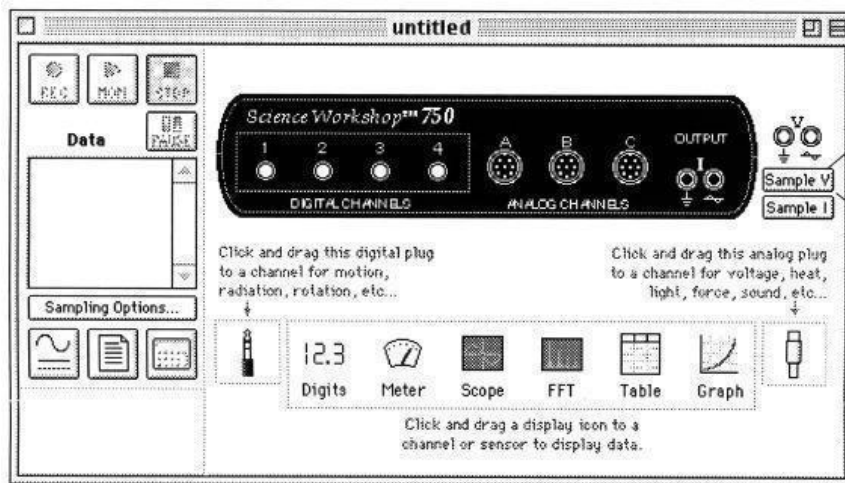 untitled
REC MON STOP
Data
PAUSE
Sampling Options...
Science Workshop™ 750
1 2 3 4
DIGITAL CHANNELS
A B C
ANALOG CHANNELS
OUTPUT
I
V
Sample V
Sample I
Click and drag this digital plug
to a channel for motion,
radiation, rotation, etc...
Click and drag this analog plug
to a channel for voltage, heat,
light, force, sound, etc...
12.3
Digits Meter Scope FFT Table Graph
Click and drag a display icon to a
channel or sensor to display data.